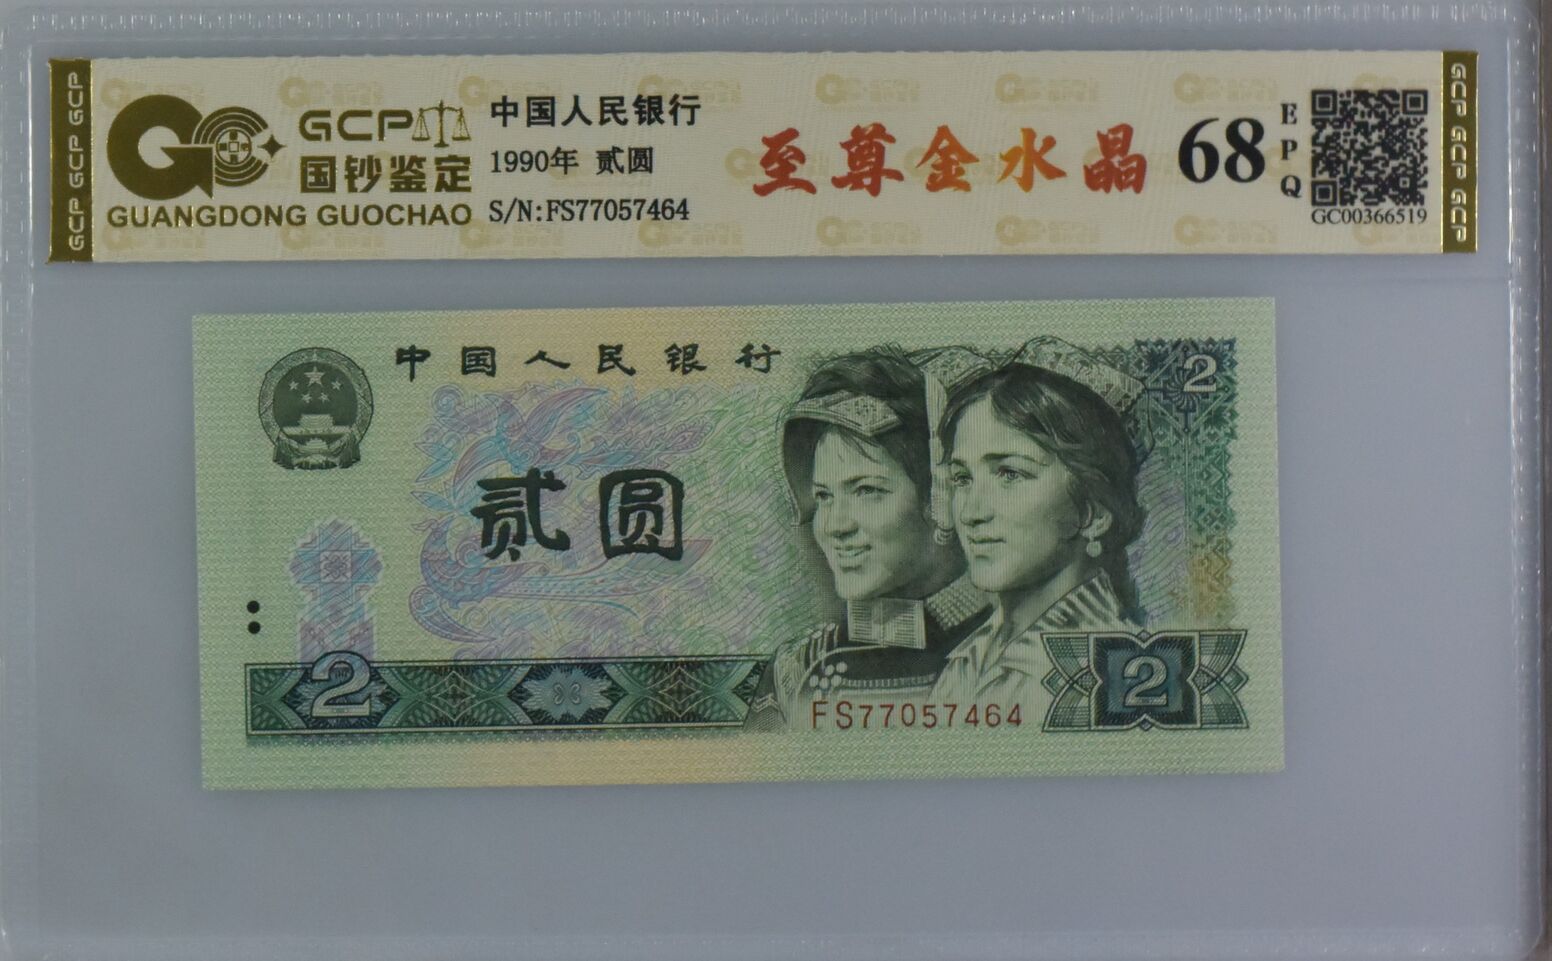 GCP GCP GCP
GCP
国钞鉴定
GUANGDONG GUOCHAO
中国人民银行
1990年 贰圆
S/N:FS77057464
至尊金水晶
68
EPQ
GC00366519
GCP GCP GCP
中国人民银行
2
贰圆
2
FS77057464
2